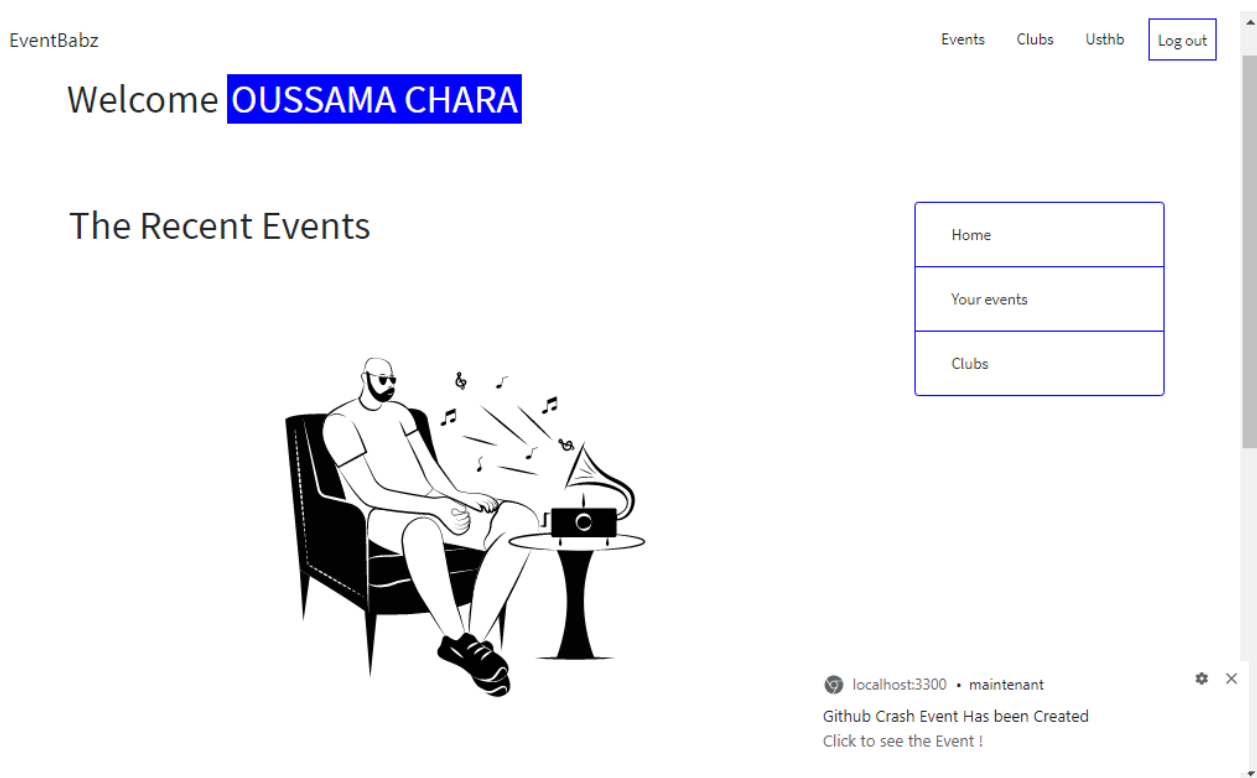 EventBabz
Events Clubs Usthb Log out
Welcome OUSSAMA CHARA
The Recent Events
Home
Your events
Clubs
localhost:3300 • maintenant
Github Crash Event Has been Created
Click to see the Event !